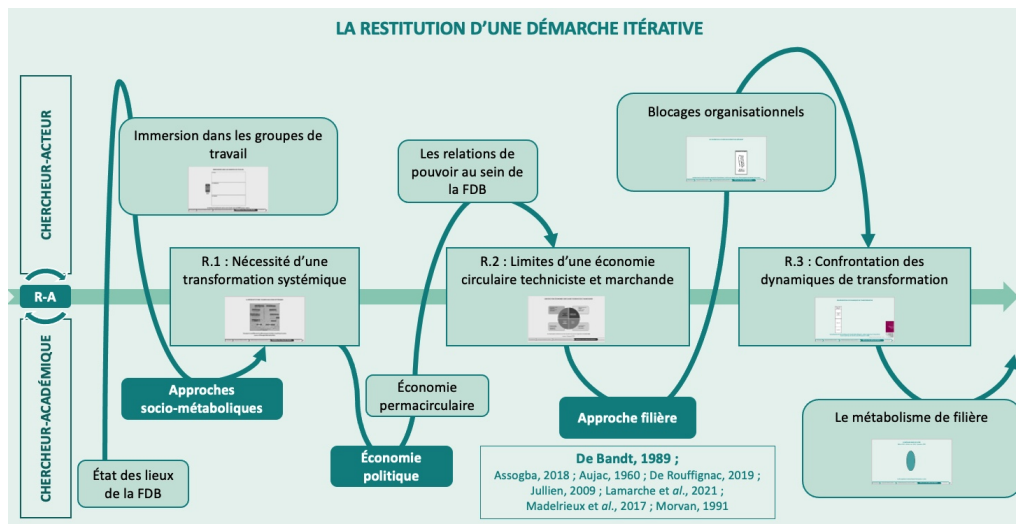 LA RESTITUTION D'UNE DÉMARCHE ITÉRATIVE
CHERCHEUR-ACTEUR
Immersion dans les groupes de
travail
Les relations de
pouvoir au sein de
la FDB
Blocages organisationnels
R.1 : Nécessité d'une
transformation systémique
R.2 : Limites d'une économie
circulaire techniciste et marchande
R.3 : Confrontation des
dynamiques de transformation
R-A
CHERCHEUR-ACADÉMIQUE
État des lieux
de la FDB
Approches
socio-métaboliques
Économie
permacirculaire
Économie
politique
Approche filière
De Bandt, 1989 ;
Assogba, 2018 ; Aujac, 1960 ; De Rouffignac, 2019 ;
Jullien, 2009 ; Lamarche et al., 2021 ;
Madelrieux et al., 2017 ; Morvan, 1991
Le métabolisme de filière